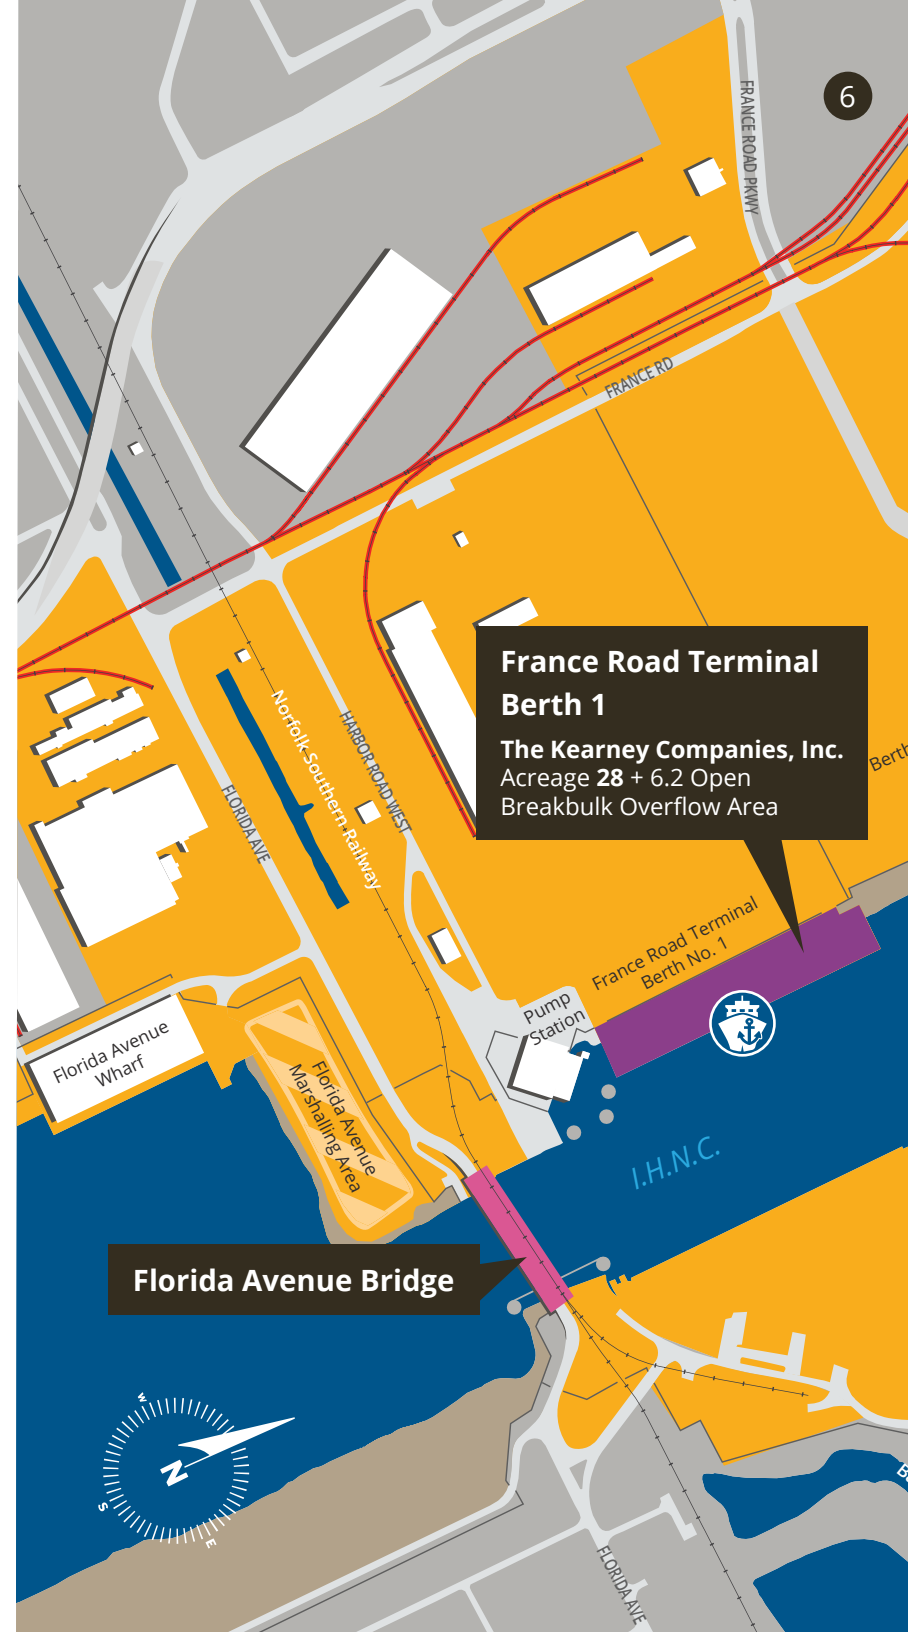 6
FRANCE ROAD PKWY
FRANCE RD
France Road Terminal
Berth 1
The Kearney Companies, Inc.
Acreage 28 + 6.2 Open
Breakbulk Overflow Area
Berth
Norfolk Southern Railway
HARBOR ROAD WEST
FLORIDA AVE
France Road Terminal
Berth No. 1
Pump
Station
Florida Avenue
Wharf
Florida Avenue
Marshalling Area
I.H.N.C.
Florida Avenue Bridge
W
N
S
E
FLORIDA AVE